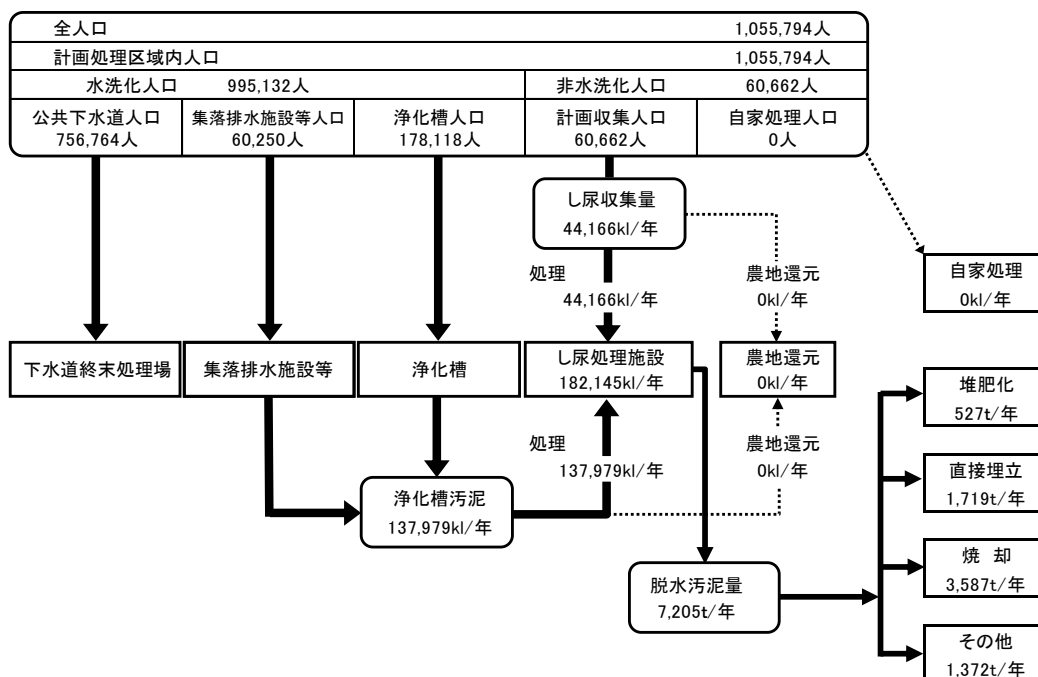 全人口 1,055,794人
計画処理区域内人口 1,055,794人
水洗化人口 995,132人 非水洗化人口 60,662人
公共下水道人口 集落排水施設等人口 浄化槽人口 計画収集人口 自家処理人口
756,764人 60,250人 178,118人 60,662人 0人
し尿収集量
44,166kl/年
処理
44,166kl/年
農地還元
0kl/年
自家処理
0kl/年
下水道終末処理場
集落排水施設等
浄化槽
し尿処理施設
182,145kl/年
農地還元
0kl/年
処理
137,979kl/年
農地還元
0kl/年
浄化槽汚泥
137,979kl/年
脱水汚泥量
7,205t/年
堆肥化
527t/年
直接埋立
1,719t/年
焼 却
3,587t/年
その他
1,372t/年